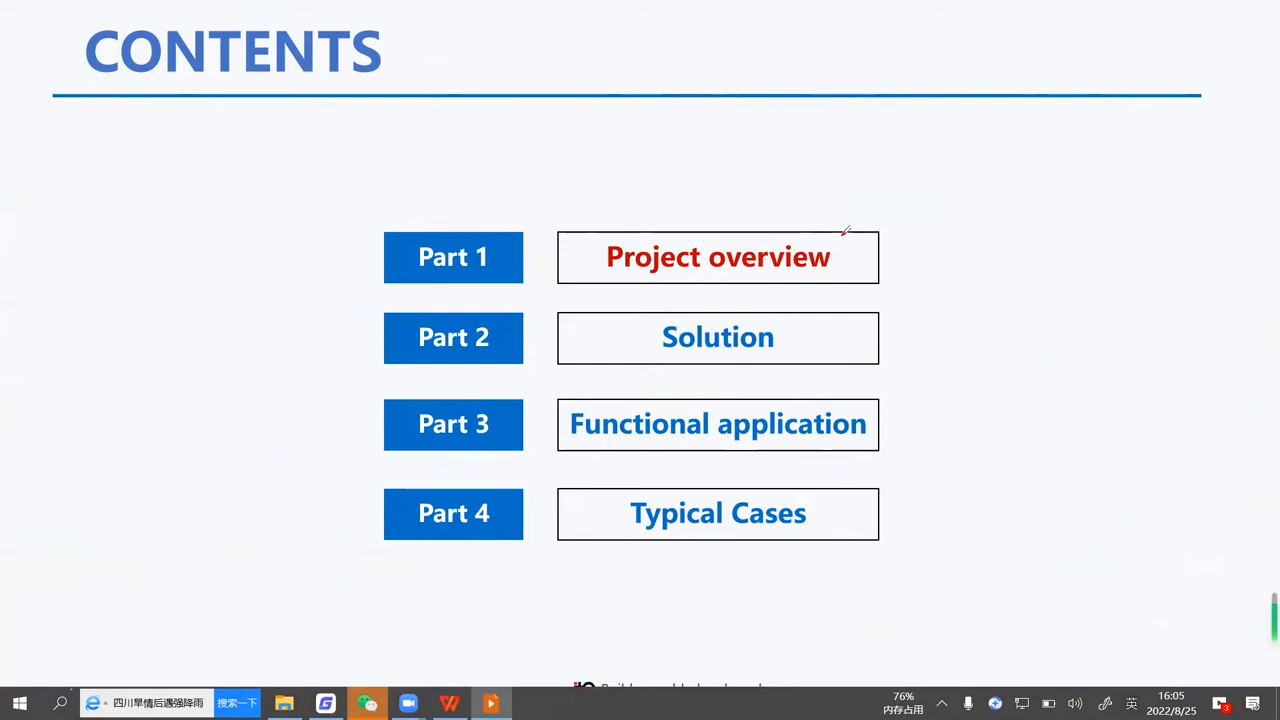 CONTENTS
Part 1
Project overview
Part 2
Solution
Part 3
Functional application
Part 4
Typical Cases
四川旱情后遇强降雨
搜索一下
76%
内存占用
英
16:05
2022/8/25
3